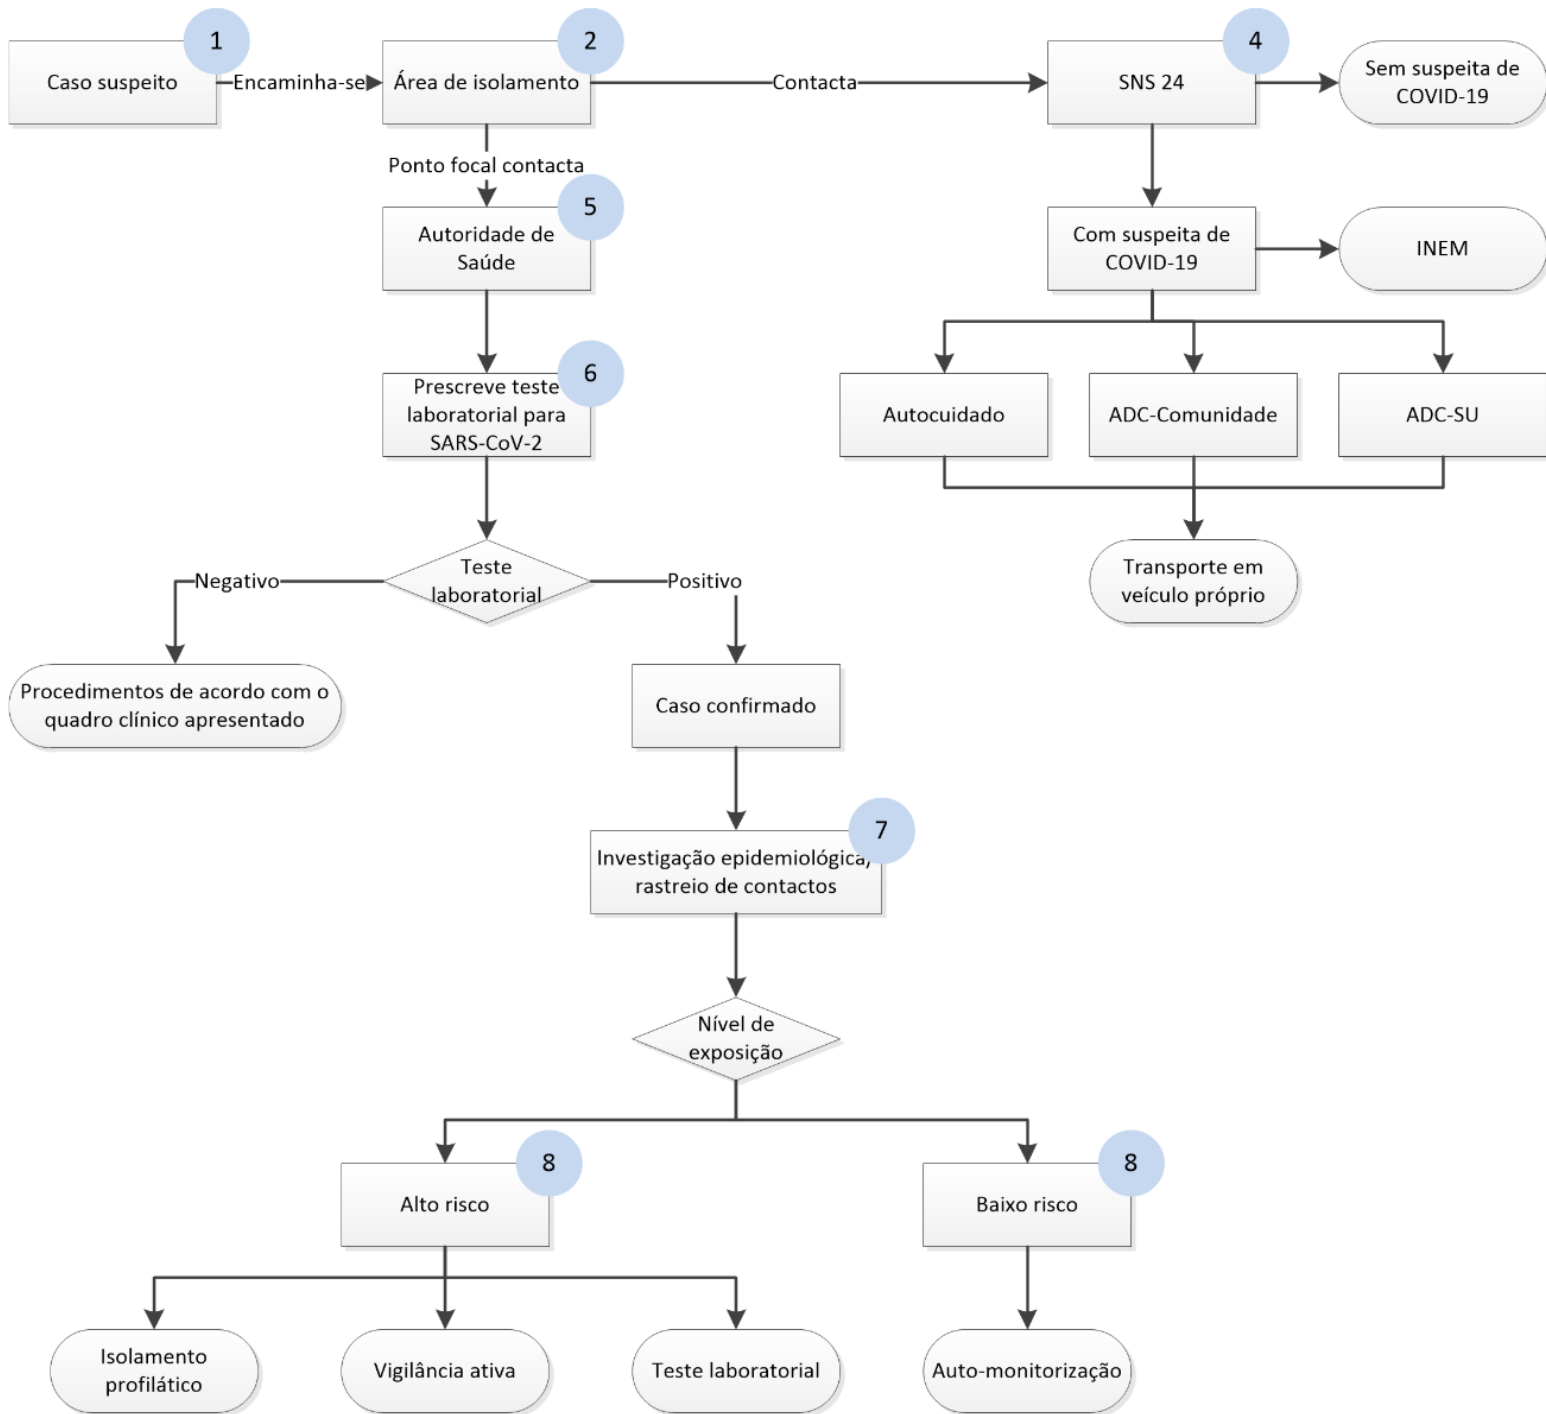 1
Caso suspeito
Encaminha-se
2
Área de isolamento
Contacta
4
SNS 24
Sem suspeita de
COVID-19
Ponto focal contacta
5
Autoridade de
Saúde
Com suspeita de
COVID-19
INEM
6
Prescreve teste
laboratorial para
SARS-CoV-2
Autocuidado
ADC-Comunidade
ADC-SU
Transporte em
veículo próprio
Teste
laboratorial
Negativo
Positivo
Procedimentos de acordo com o
quadro clínico apresentado
Caso confirmado
7
Investigação epidemiológica/
rastreio de contactos
Nível de
exposição
8
Alto risco
8
Baixo risco
Isolamento
profilático
Vigilância ativa
Teste laboratorial
Auto-monitorização